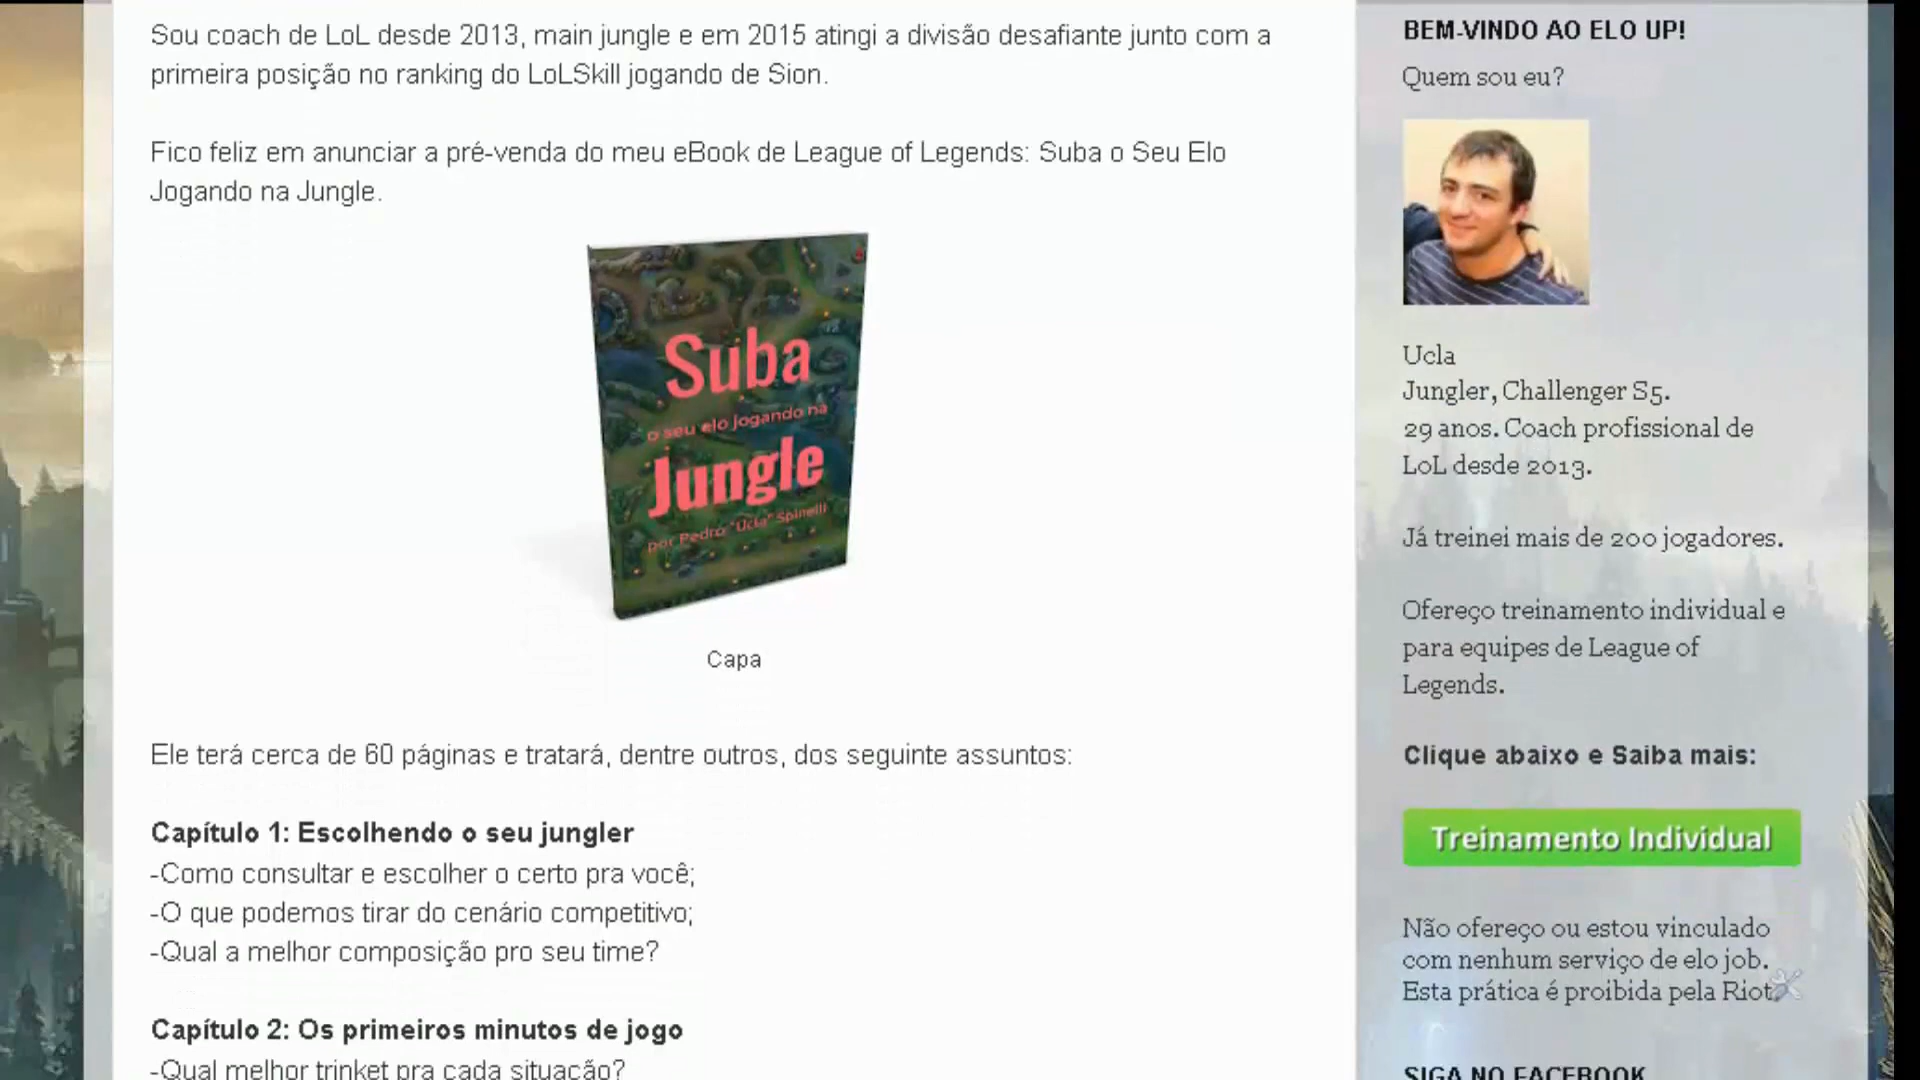 Sou coach de LoL desde 2013, main jungle e em 2015 atingi a divisão desafiante junto com a
primeira posição no ranking do LoLSkill jogando de Sion.
Fico feliz em anunciar a pré-venda do meu eBook de League of Legends: Suba o Seu Elo
Jogando na Jungle.
Suba
o seu elo jogando na
Jungle
por Pedro "Ucla" Spinelli
Capa
Ele terá cerca de 60 páginas e tratará, dentre outros, dos seguinte assuntos:
Capítulo 1: Escolhendo o seu jungler
-Como consultar e escolher o certo pra você;
-O que podemos tirar do cenário competitivo;
-Qual a melhor composição pro seu time?
Capítulo 2: Os primeiros minutos de jogo
-Qual melhor trinket pra cada situação?
BEM-VINDO AO ELO UP!
Quem sou eu?
Ucla
Jungler, Challenger S5.
29 anos. Coach profissional de
LoL desde 2013.
Já treinei mais de 200 jogadores.
Ofereço treinamento individual e
para equipes de League of
Legends.
Clique abaixo e Saiba mais:
Treinamento Individual
Não ofereço ou estou vinculado
com nenhum serviço de elo job.
Esta prática é proibida pela Riot.
SIGA NO FACEBOOK